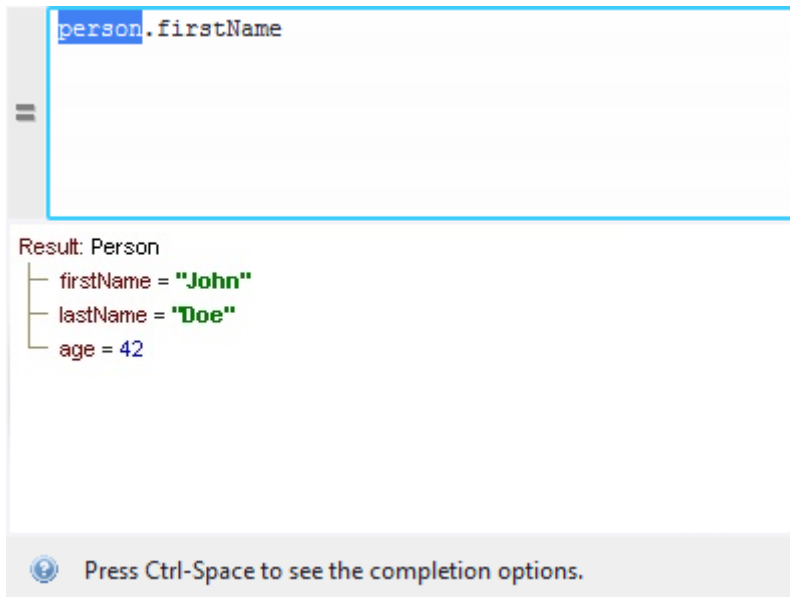 person.firstName
Result: Person
firstName = "John"
lastName = "Doe"
age = 42
Press Ctrl-Space to see the completion options.